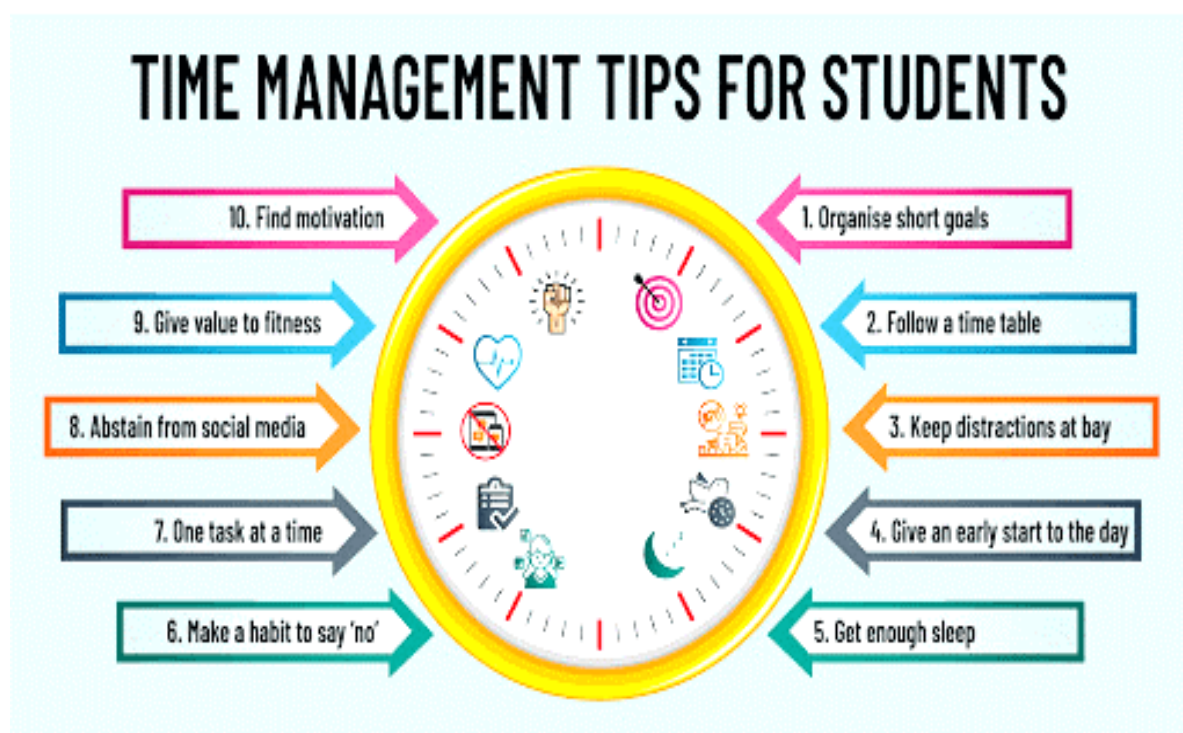 TIME MANAGEMENT TIPS FOR STUDENTS
1. Organise short goals
2. Follow a time table
3. Keep distractions at bay
4. Give an early start to the day
5. Get enough sleep
6. Make a habit to say ‘no’
7. One task at a time
8. Abstain from social media
9. Give value to fitness
10. Find motivation